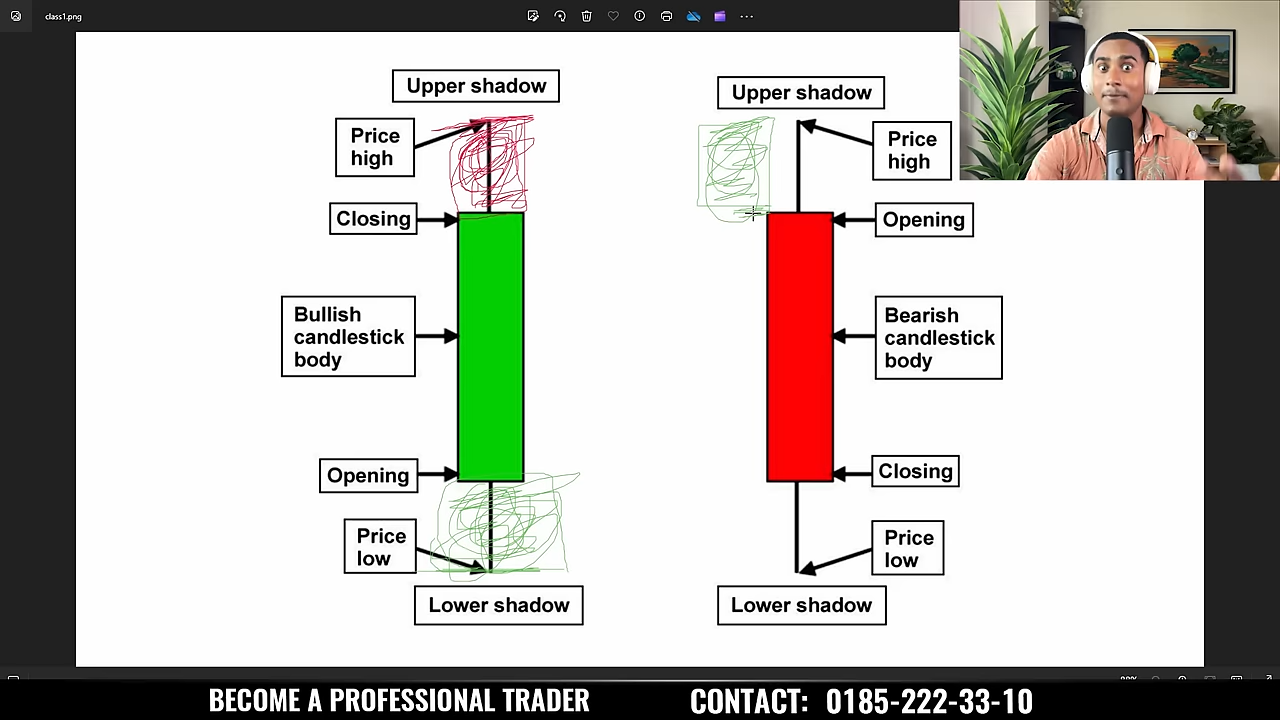 class1.png
Upper shadow
Price
high
Closing
Bullish
candlestick
body
Opening
Price
low
Lower shadow
Upper shadow
Price
high
Opening
Bearish
candlestick
body
Closing
Price
low
Lower shadow
BECOME A PROFESSIONAL TRADER
CONTACT: 0185-222-33-10